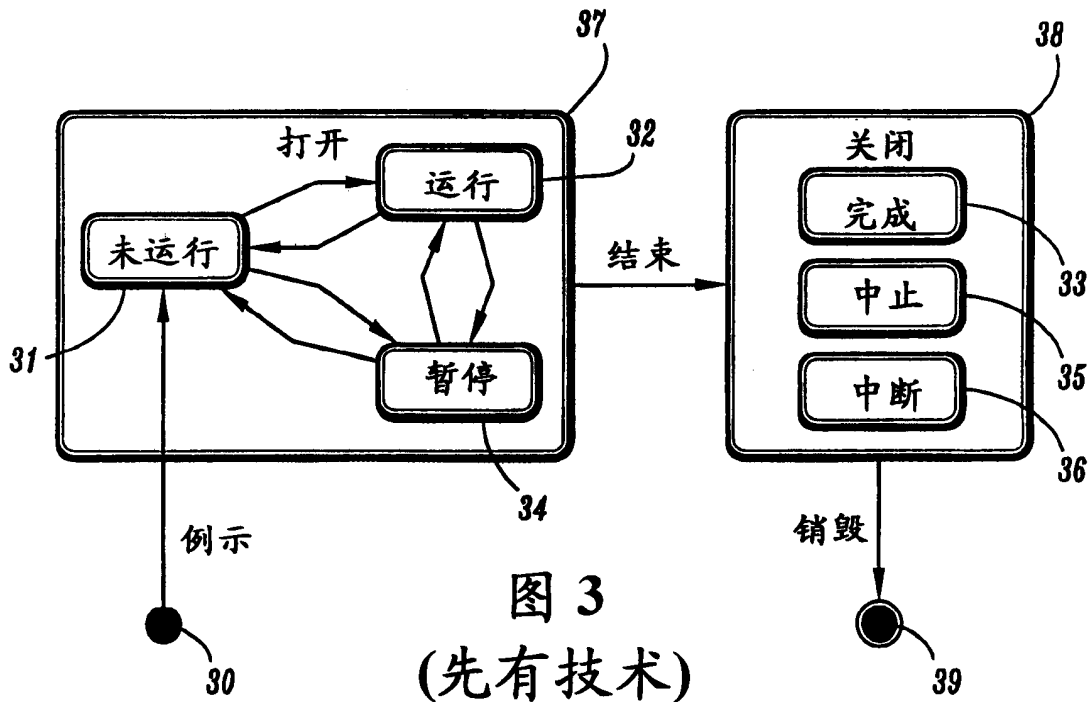 37
38
打开
32
关闭
运行
完成
未运行
结束
33
中止
31
暂停
35
中断
34
36
例示
销毁
图 3
30
39
(先有技术)